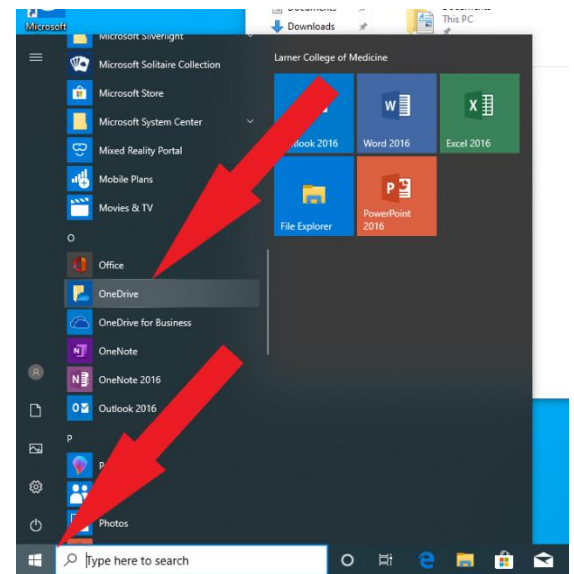 Microsoft
Documents
Downloads
This PC
Microsoft Silverlight
Microsoft Solitaire Collection
Microsoft Store
Microsoft System Center
Mixed Reality Portal
Mobile Plans
Movies & TV
O
Office
OneDrive
OneDrive for Business
OneNote
OneNote 2016
Outlook 2016
P
Photos
Larner College of Medicine
2016
Word 2016
Excel 2016
File Explorer
PowerPoint
2016
Type here to search